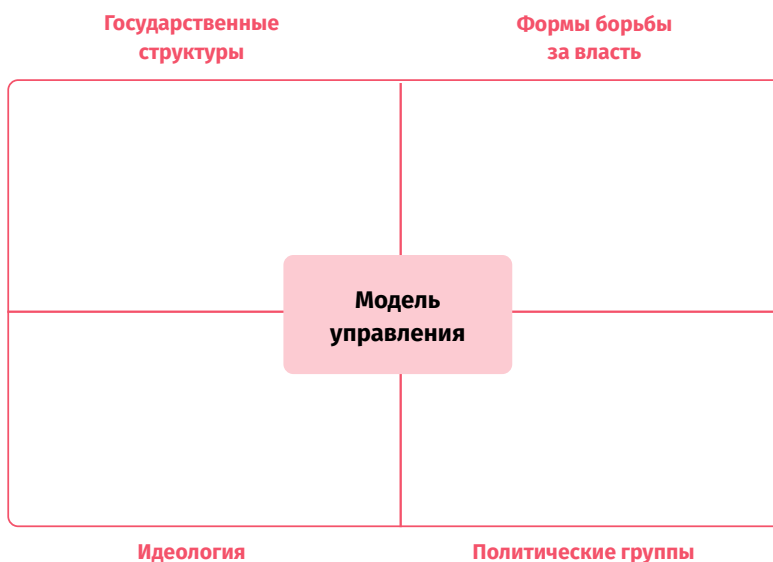 Государственные
структуры
Формы борьбы
за власть
Модель
управления
Идеология
Политические группы